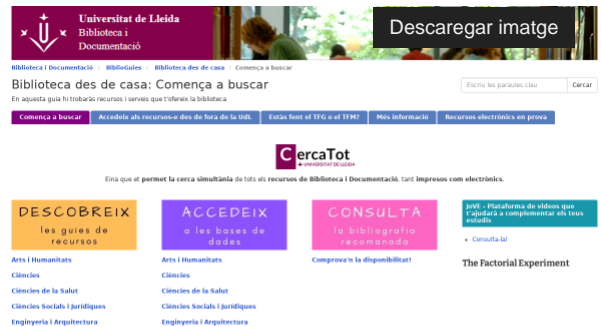 Universitat de Lleida
Biblioteca i
Documentació
Descaregar imatge
Biblioteca i Documentació / BiblioGuies / Biblioteca des de casa / Comença a buscar
Biblioteca des de casa: Comença a buscar
Escriu les paraules clau
Cercar
En aquesta guia hi trobaràs recursos i serveis que t'ofereix la biblioteca
Comença a buscar
Accedeix als recursos-e des de fora de la UdL
Estàs fent el TFG o el TFM?
Més informació
Recursos electrònics en prova
CercaTot
UNIVERSITAT DE LLEIDA
Eina que et permet la cerca simultània de tots els recursos de Biblioteca i Documentació, tant impresos com electrònics.
DESCOBREIX
les guies de
recursos
Arts i Humanitats
Ciències
Ciències de la Salut
Ciències Socials i Jurídiques
Enginyeria i Arquitectura
ACCEDEIX
a les bases de
dades
Arts i Humanitats
Ciències
Ciències de la Salut
Ciències Socials i Jurídiques
Enginyeria i Arquitectura
CONSULTA
la bibliografia
recomanada
Comprova'n la disponibilitat!
JoVE - Plataforma de vídeos que
t'ajudarà a complementar els teus
estudis
Consulta-la!
The Factorial Experiment